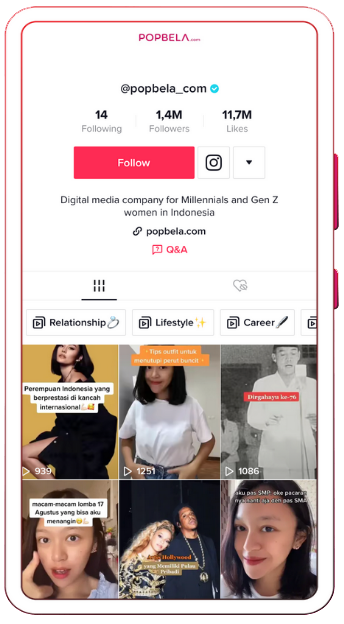 POPBELA.com
@popbela_com
14
1,4M
11,7M
Following
Followers
Likes
Follow
Digital media company for Millennials and Gen Z
women in Indonesia
popbela.com
Q&A
Relationship💍
Lifestyle✨
Career🖊
Perempuan Indonesia yang
berprestasi di kancah
internasional
939
- Tips outfit untuk
menutupi perut buncit -
1251
Dirgahayu ke-76
1086
macam-macam lomba 17
Agustus yang bisa aku
menangin
Hollywood
yang Memiliki Pulau
Pribadi
aku pas SMP: oke pacaran